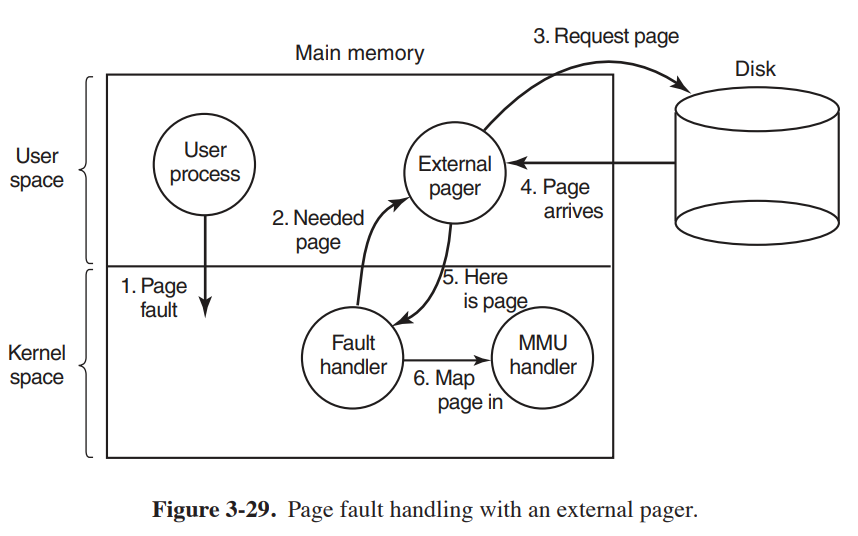 3. Request page
Main memory
Disk
User
space
User
process
External
pager
4. Page
arrives
2. Needed
page
1. Page
fault
5. Here
is page
Kernel
space
Fault
handler
MMU
handler
6. Map
page in
Figure 3-29. Page fault handling with an external pager.